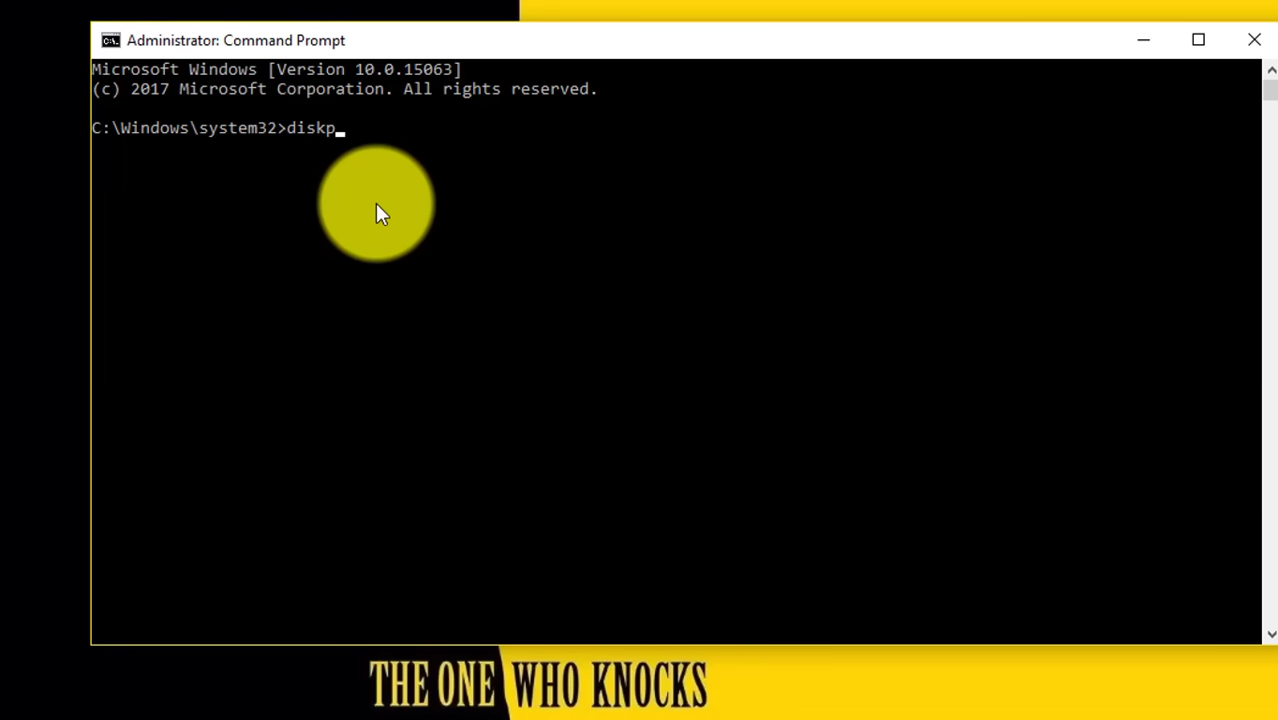 Administrator: Command Prompt
Microsoft Windows [Version 10.0.15063]
(c) 2017 Microsoft Corporation. All rights reserved.
C:\Windows\system32>diskp_
THE ONE WHO KNOCKS